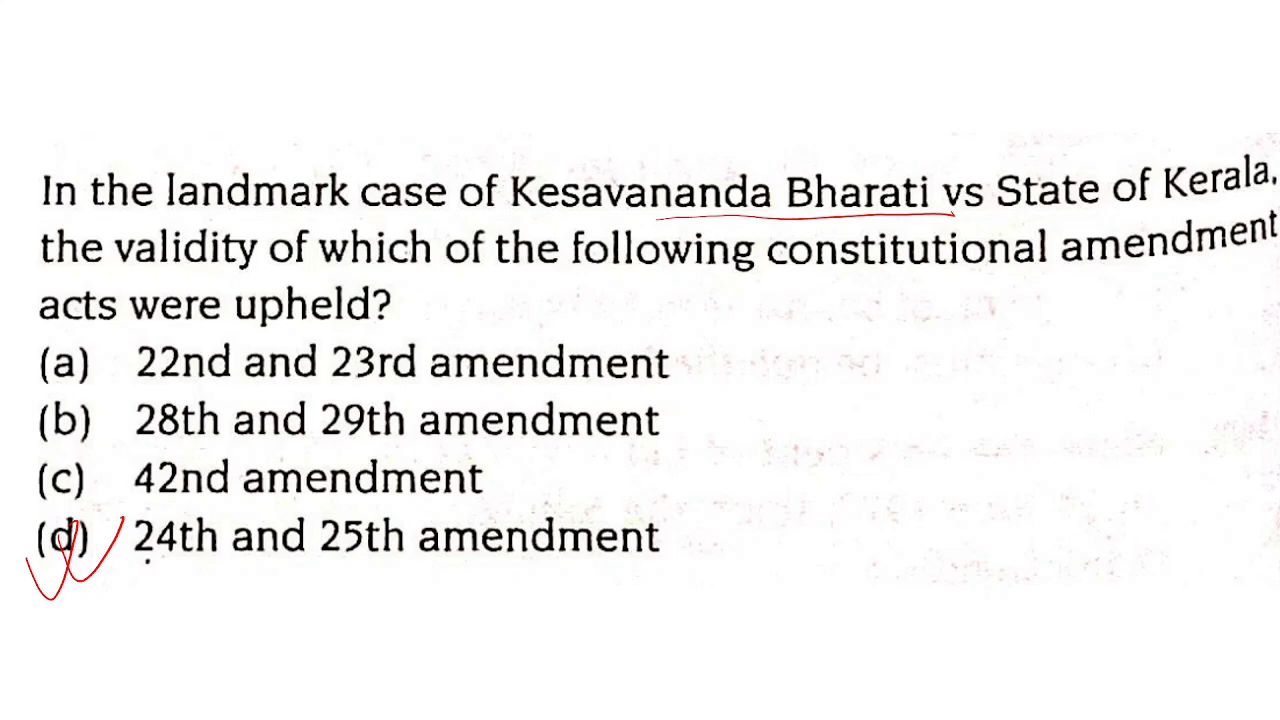 In the landmark case of Kesavananda Bharati vs State of Kerala,
the validity of which of the following constitutional amendment
acts were upheld?
(a) 22nd and 23rd amendment
(b) 28th and 29th amendment
(c) 42nd amendment
(d) 24th and 25th amendment